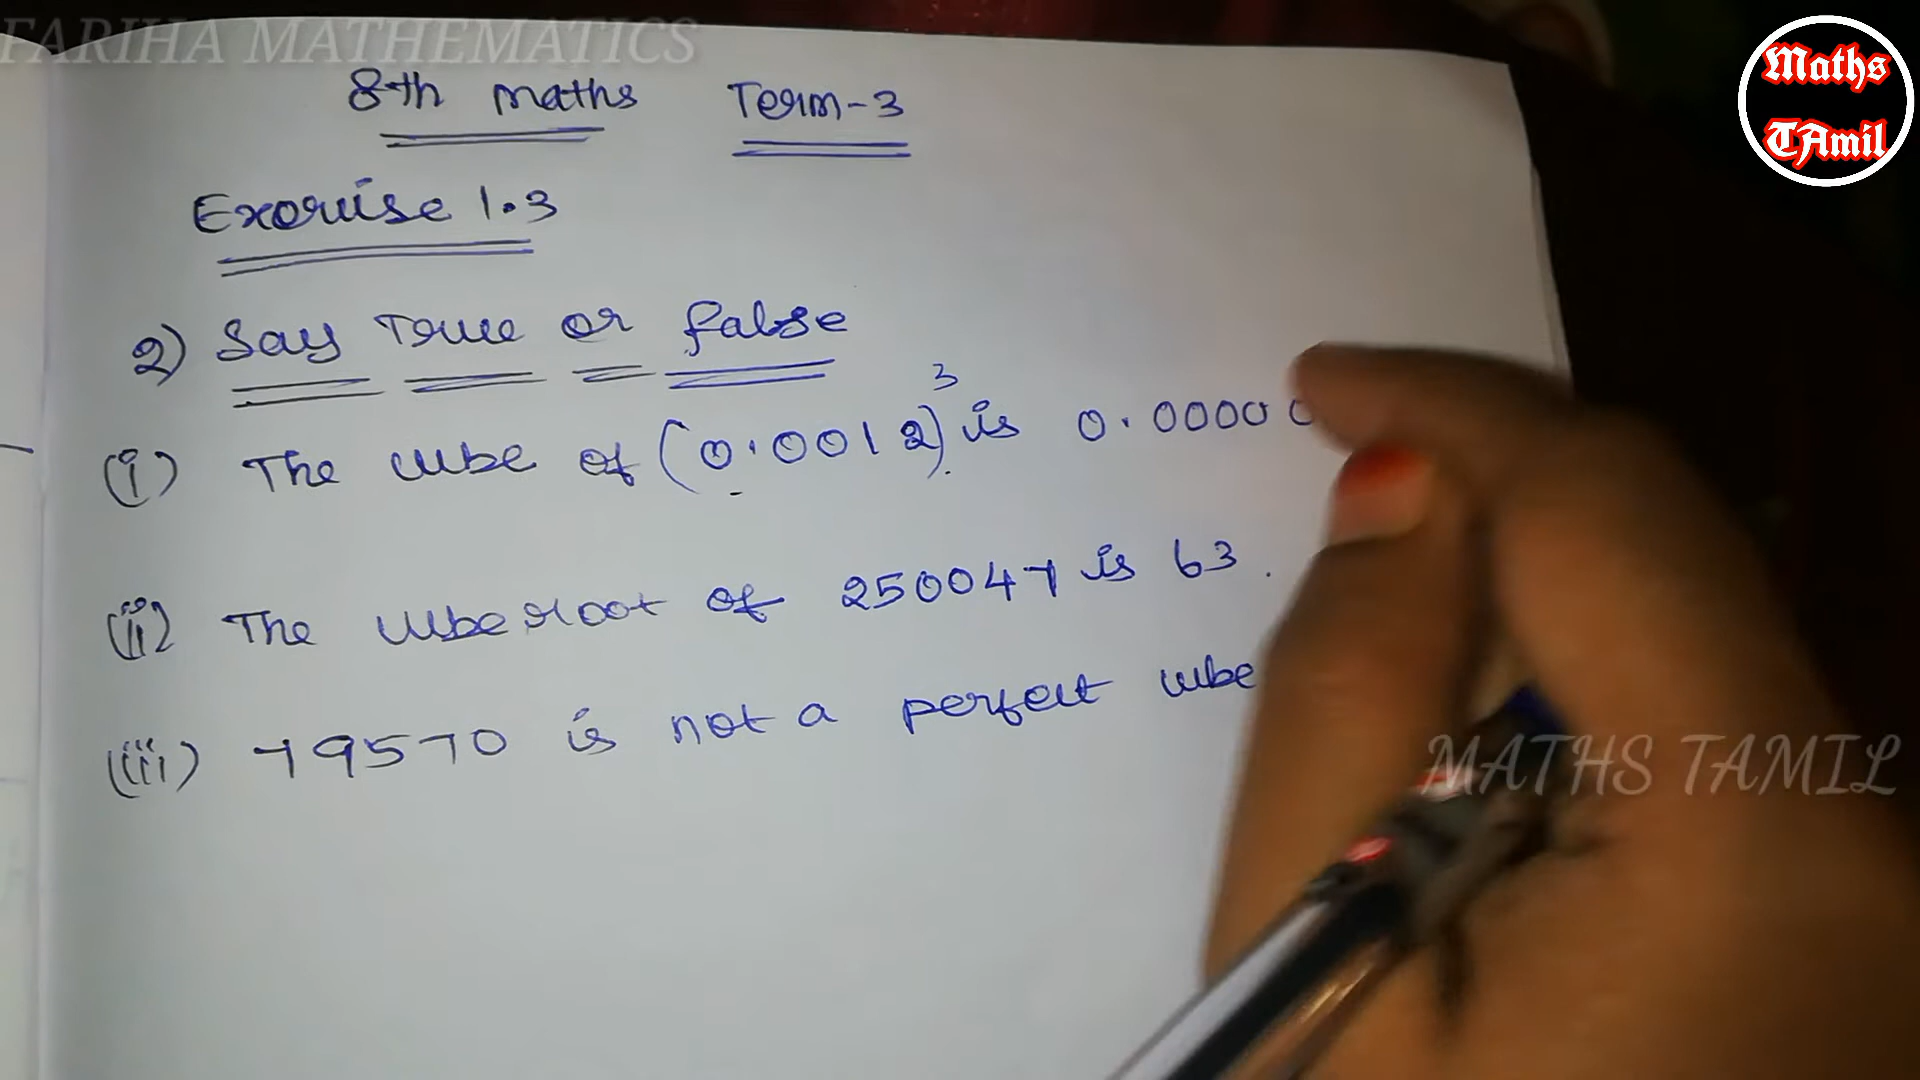 FARIHA MATHEMATICS
Maths
TAmil
8th maths Term-3
Exercise 1.3
2) Say True or false
(i) The cube of (0.0012)³ is 0.00000
(ii) The cube root of 250047 is 63.
(iii) 79570 is not a perfect cube
MATHS TAMIL